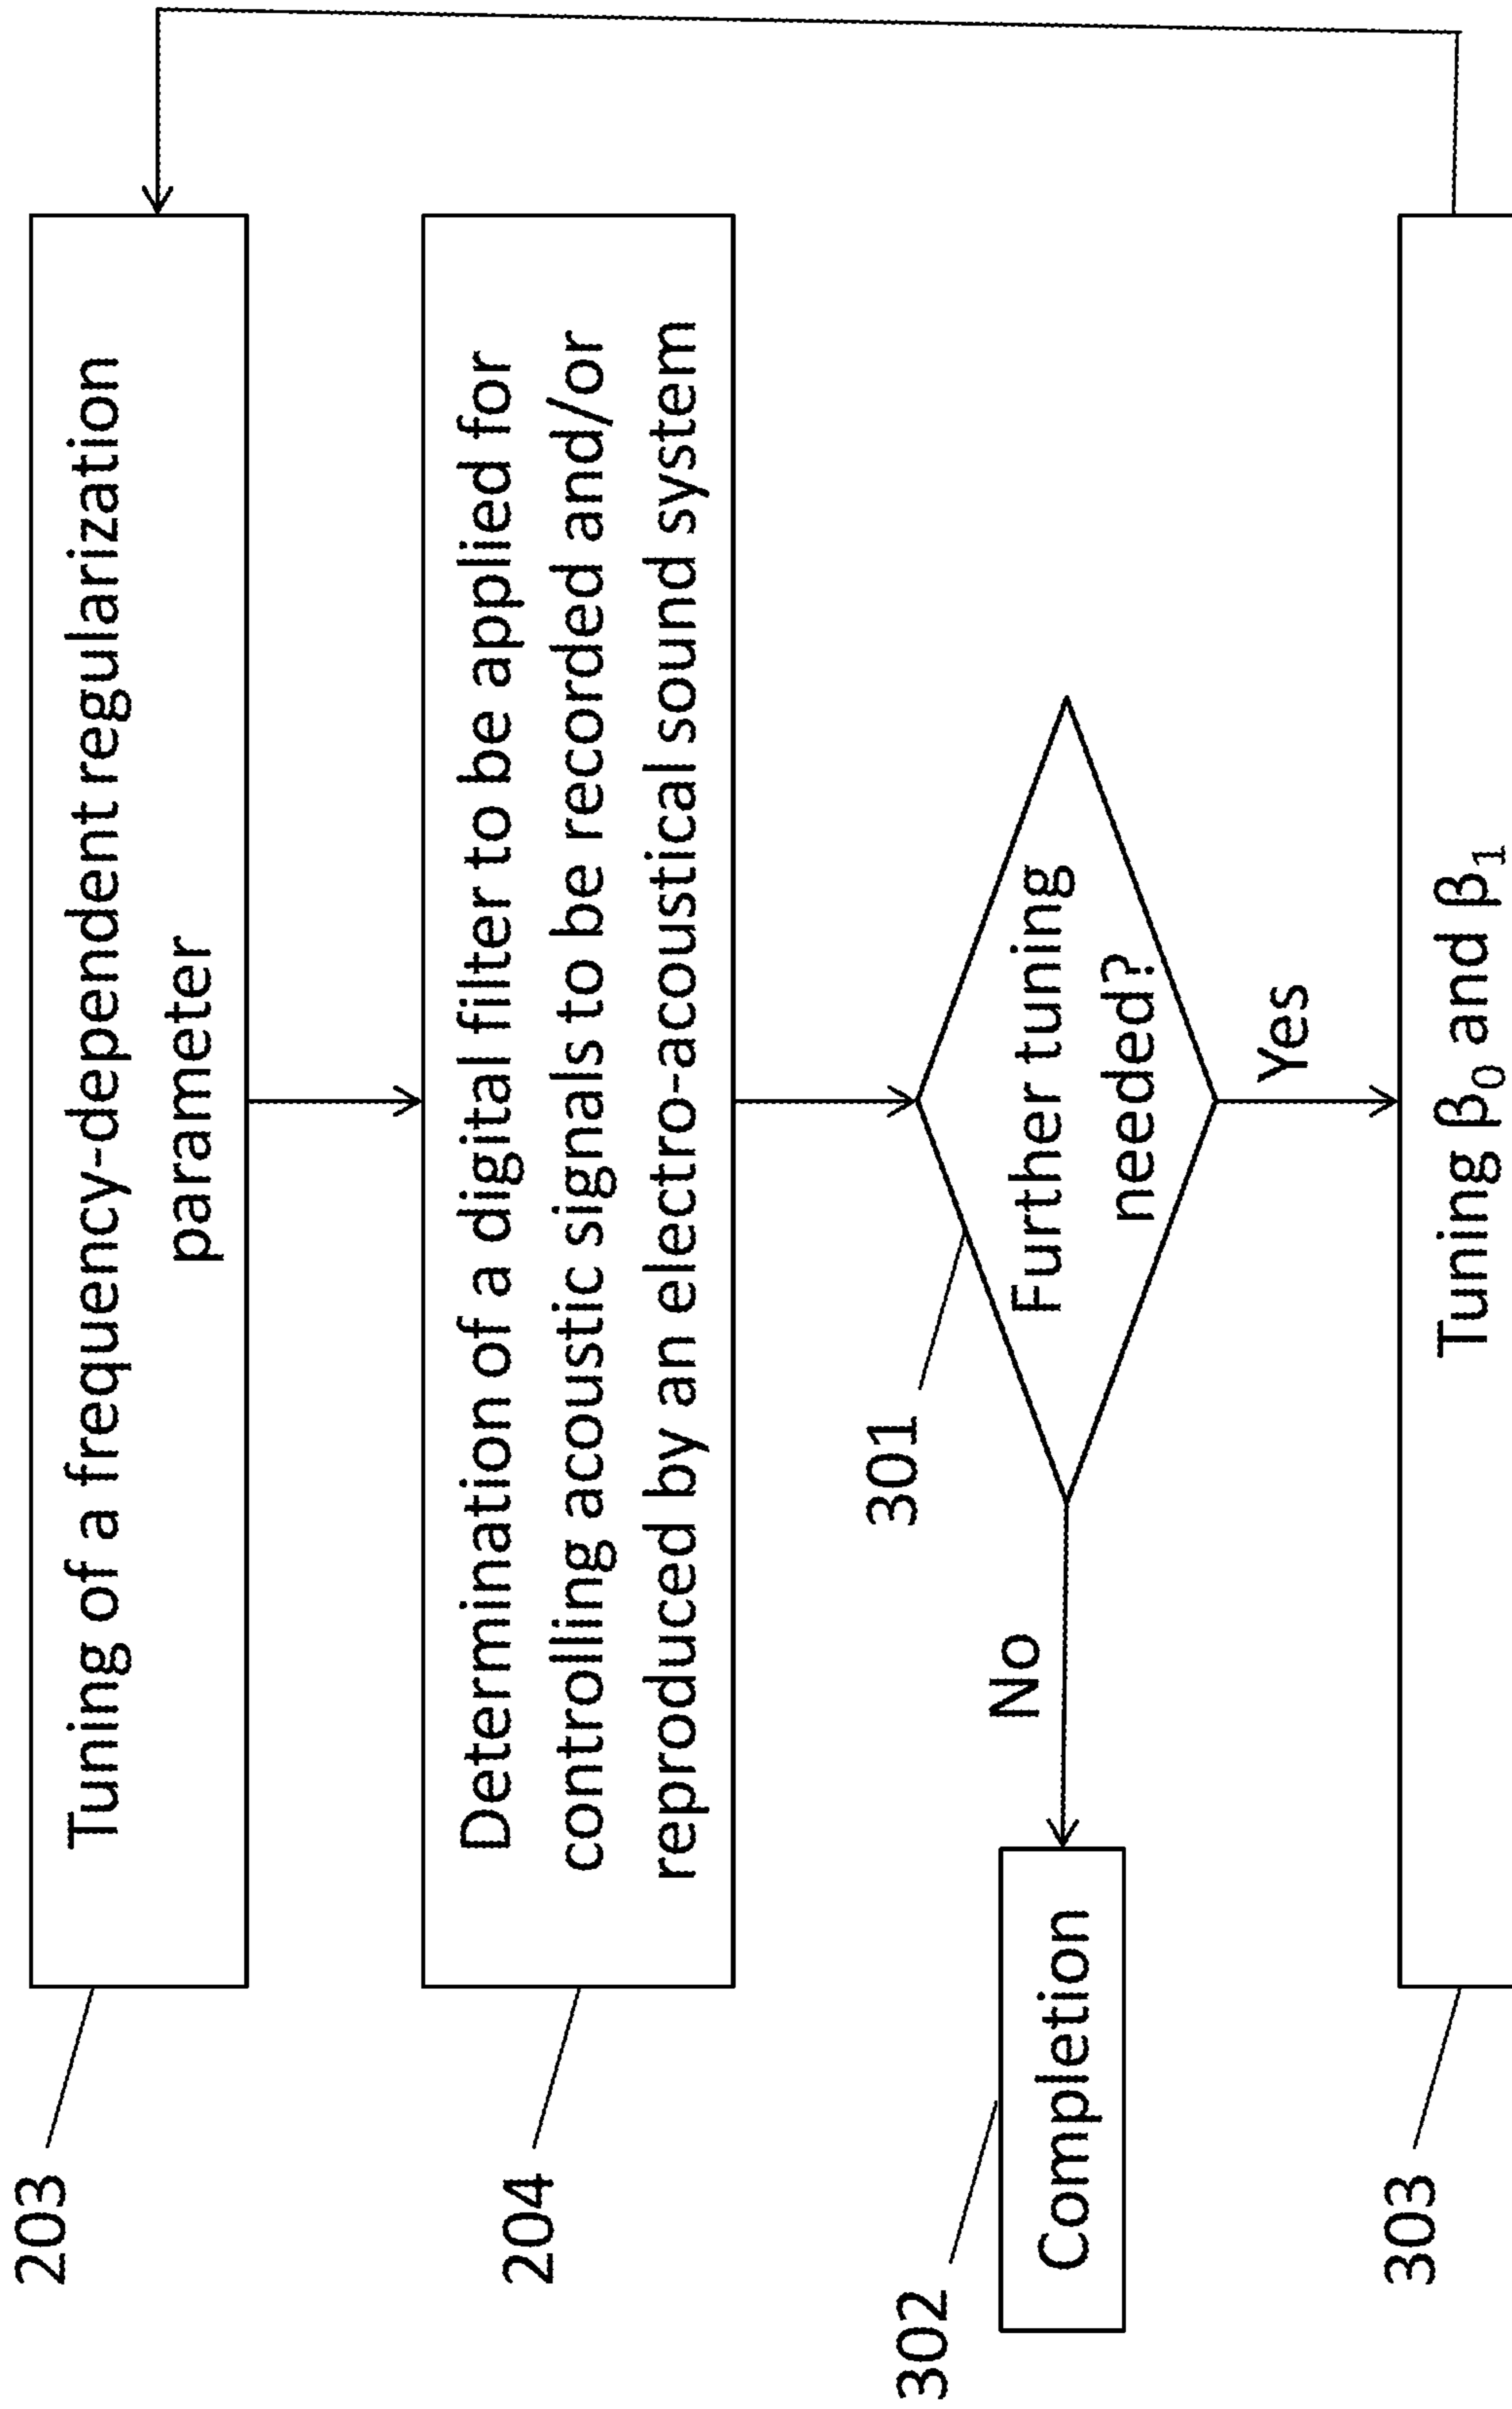 203
Tuning of a frequency-dependent regularization
parameter
204
Determination of a digital filter to be applied for
controlling acoustic signals to be recorded and/or
reproduced by an electro-acoustical sound system
301
Further tuning
needed?
No
Yes
302
Completion
303
Tuning β₀ and β₁